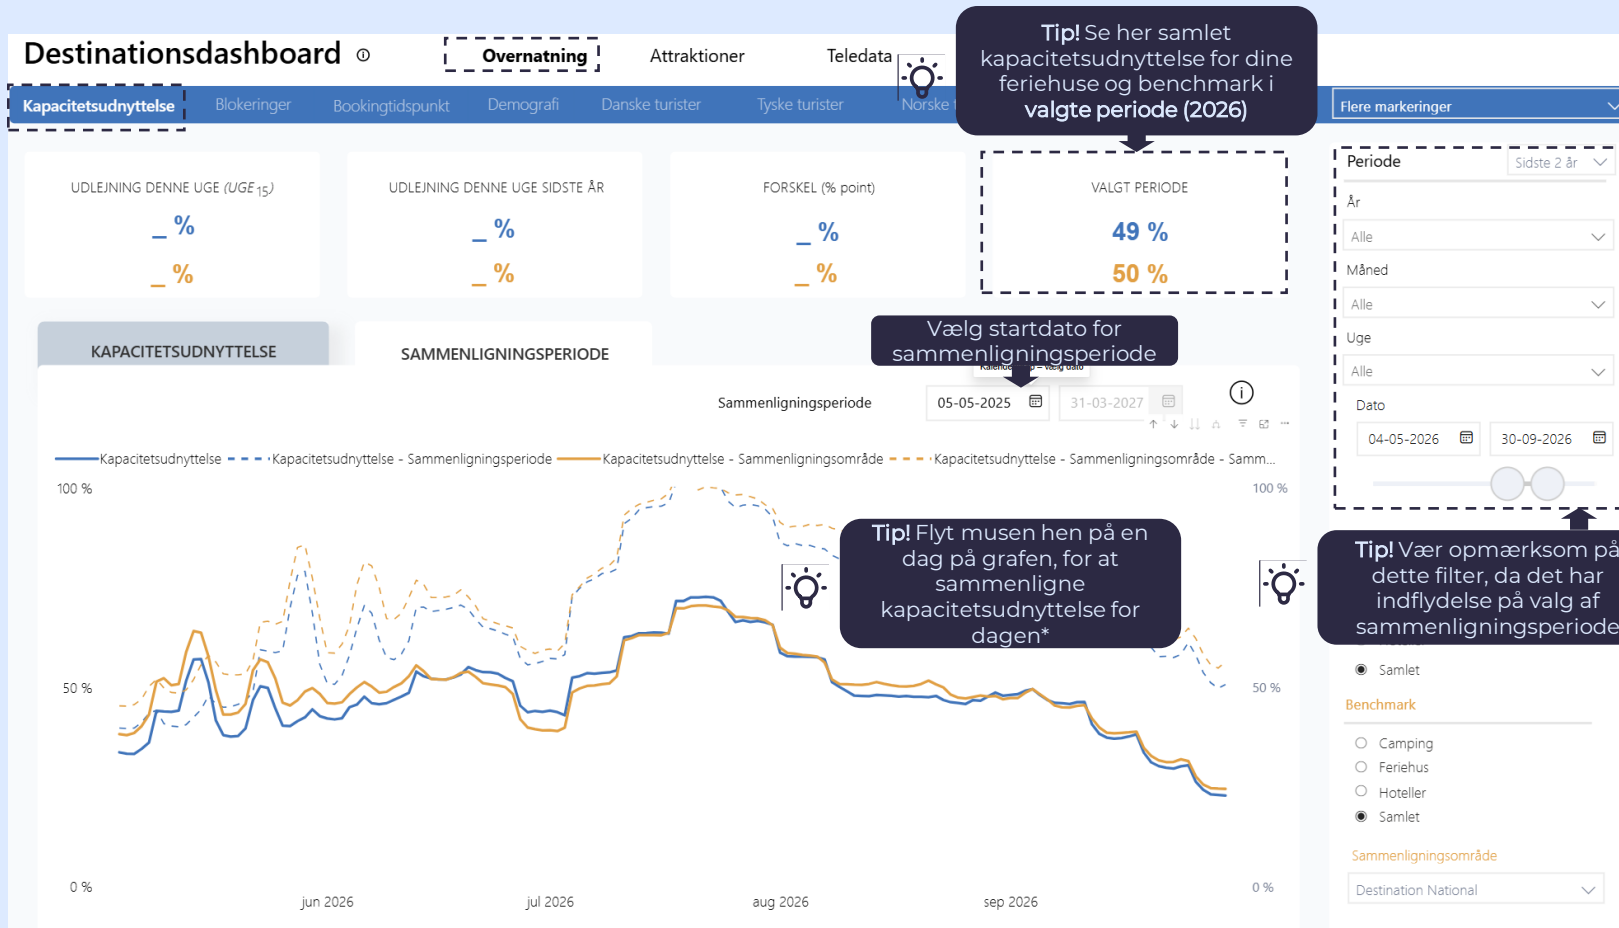 Destinationsdashboard
Overnatning
Attraktioner
Teledata
Tip! Se her samlet
kapacitetsudnyttelse for dine
feriehuse og benchmark i
valgte periode (2026)
Kapacitetsudnyttelse
Blokeringer
Bookingtidspunkt
Demografi
Danske turister
Tyske turister
Norske
Flere markeringer
UDLEJNING DENNE UGE (UGE 15)
_ %
_ %
UDLEJNING DENNE UGE SIDSTE ÅR
_ %
_ %
FORSKEL (% point)
_ %
_ %
VALGT PERIODE
49 %
50 %
Periode
Sidste 2 år
År
Alle
Måned
Alle
Uge
Alle
Dato
04-05-2026
30-09-2026
KAPACITETSUDNYTTELSE
SAMMENLIGNINGSPERIODE
Vælg startdato for
sammenligningsperiode
Sammenligningsperiode
05-05-2025
31-03-2027
Kapacitetsudnyttelse
Kapacitetsudnyttelse - Sammenligningsperiode
Kapacitetsudnyttelse - Sammenligningsområde
Kapacitetsudnyttelse - Sammenligningsområde - Samm...
100 %
50 %
0 %
100 %
50 %
0 %
Tip! Flyt musen hen på en
dag på grafen, for at
sammenligne
kapacitetsudnyttelse for
dagen*
jun 2026
jul 2026
aug 2026
sep 2026
Tip! Vær opmærksom på
dette filter, da det har
indflydelse på valg af
sammenligningsperiode
Samlet
Benchmark
Camping
Feriehus
Hoteller
Samlet
Sammenligningsområde
Destination National